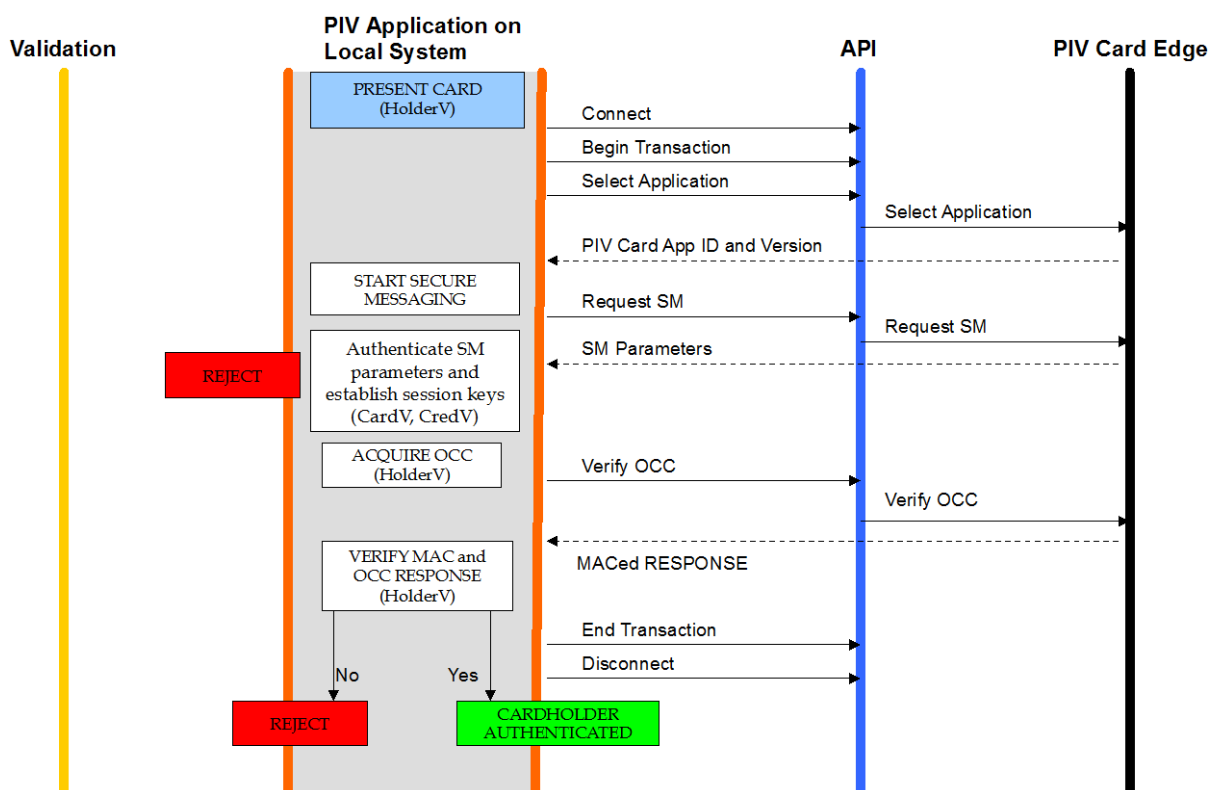 Validation
PIV Application on
Local System
API
PIV Card Edge
PRESENT CARD
(HolderV)
Connect
Begin Transaction
Select Application
Select Application
PIV Card App ID and Version
START SECURE
MESSAGING
Request SM
Request SM
SM Parameters
REJECT
Authenticate SM
parameters and
establish session keys
(CardV, CredV)
ACQUIRE OCC
(HolderV)
Verify OCC
Verify OCC
VERIFY MAC and
OCC RESPONSE
(HolderV)
MACed RESPONSE
End Transaction
Disconnect
No
Yes
REJECT
CARDHOLDER
AUTHENTICATED